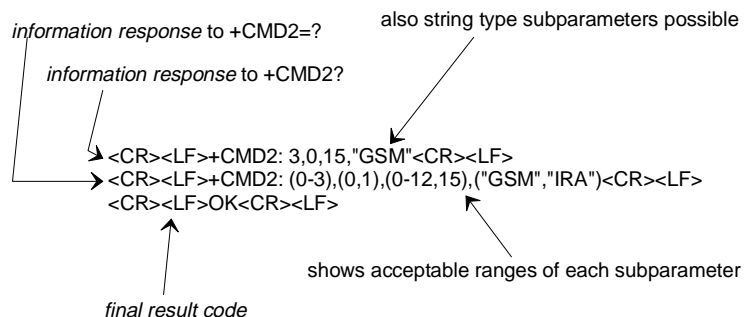 also string type subparameters possible
information response to +CMD2=?
information response to +CMD2?
<CR><LF>+CMD2: 3,0,15,"GSM"<CR><LF>
<CR><LF>+CMD2: (0-3),(0,1),(0-12,15),("GSM","IRA")<CR><LF>
<CR><LF>OK<CR><LF>
shows acceptable ranges of each subparameter
final result code